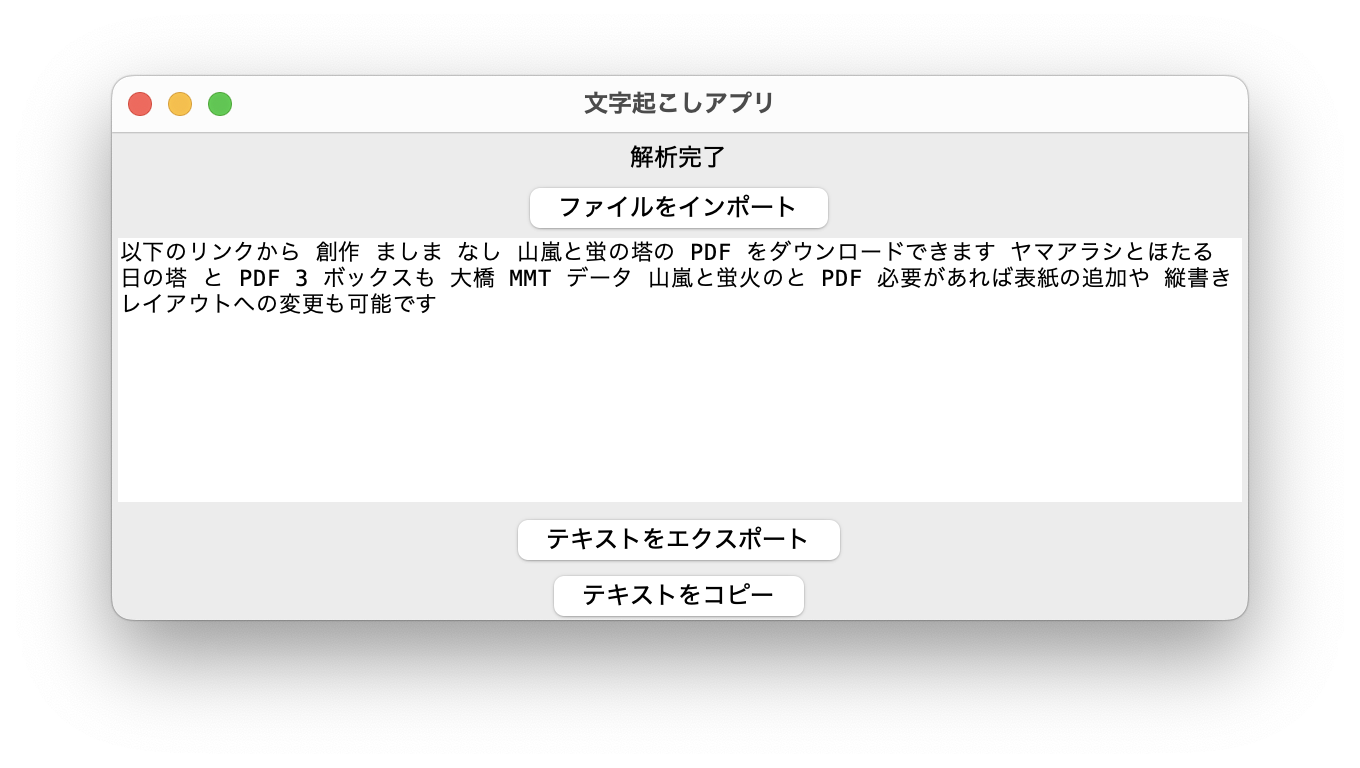 文字起こしアプリ
解析完了
ファイルをインポート
以下のリンクから 創作 ましま なし 山嵐と蛍の塔の PDF をダウンロードできます ヤマアラシとほたる
日の塔 と PDF 3 ボックスも 大橋 MMT データ 山嵐と蛍火のと PDF 必要があれば表紙の追加や 縦書き
レイアウトへの変更も可能です
テキストをエクスポート
テキストをコピー